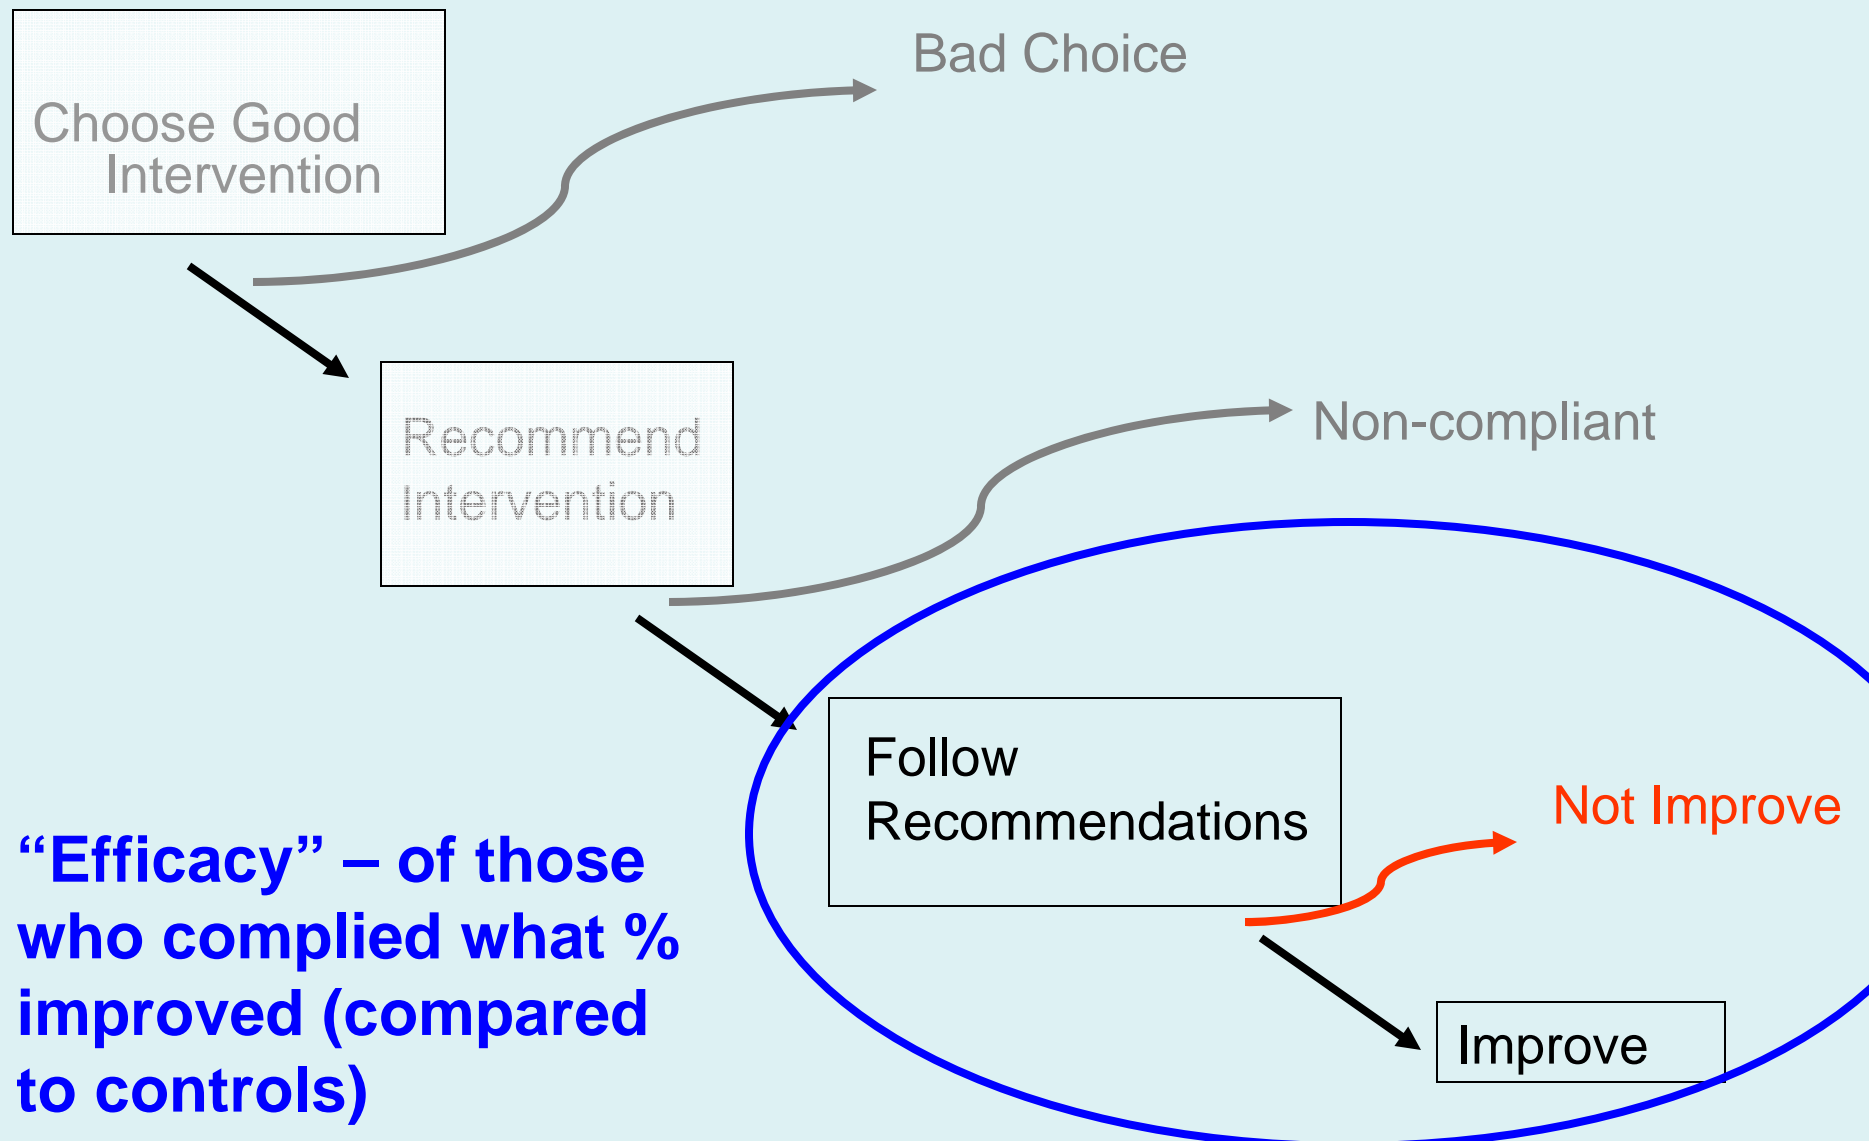 Bad Choice
Choose Good
Intervention
Recommend
Intervention
Non-compliant
Follow
Recommendations
Not Improve
Improve
“Efficacy” – of those
who complied what %
improved (compared
to controls)